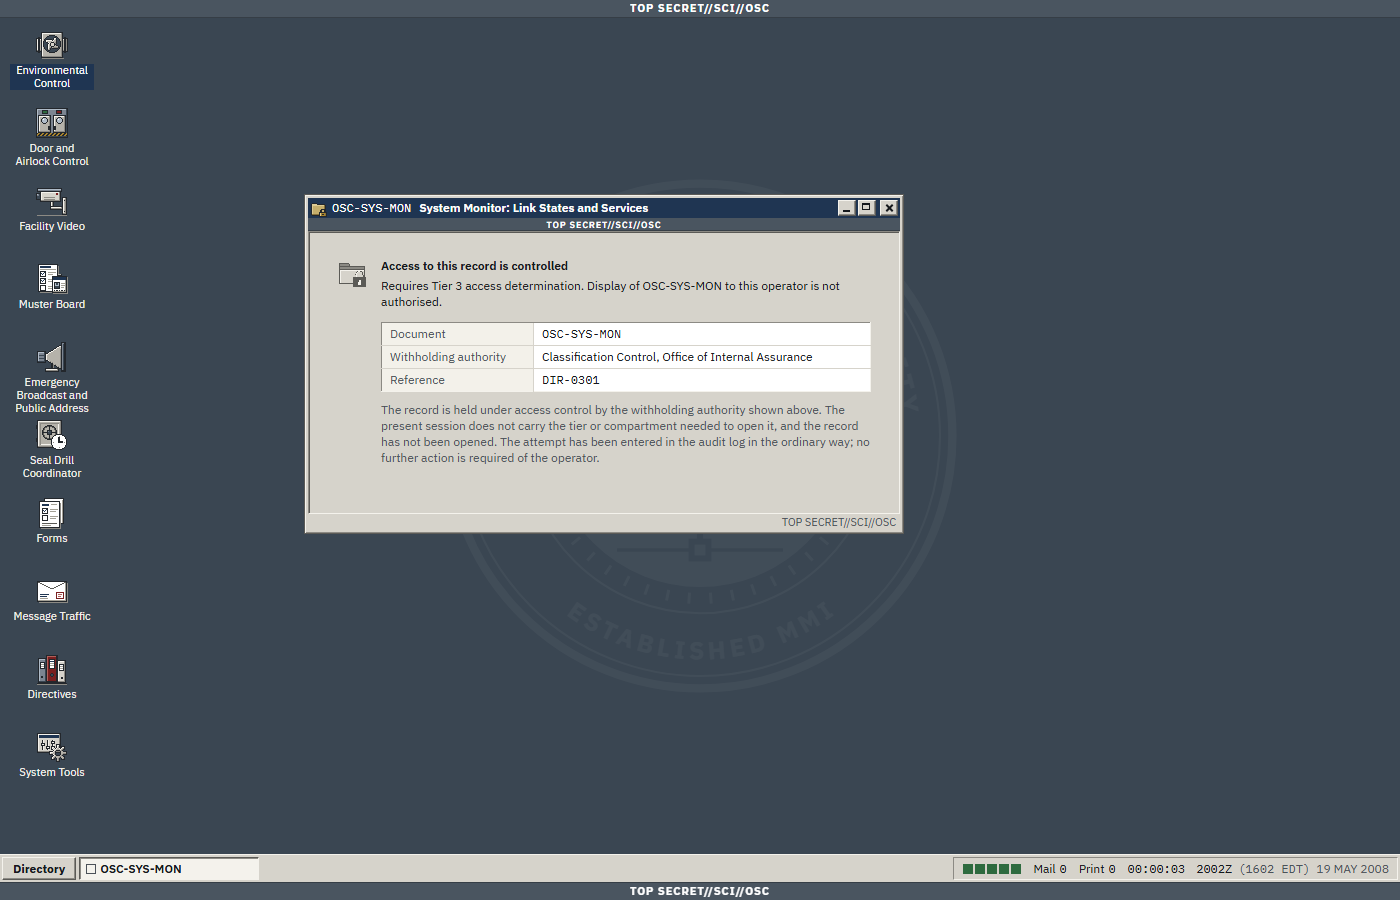 TOP SECRET//SCI//OSC
Environmental
Control
Door and
Airlock Control
Facility Video
Muster Board
Emergency
Broadcast and
Public Address
Seal Drill
Coordinator
Forms
Message Traffic
Directives
System Tools
OSC-SYS-MON System Monitor: Link States and Services
TOP SECRET//SCI//OSC
Access to this record is controlled
Requires Tier 3 access determination. Display of OSC-SYS-MON to this operator is not
authorised.
Document OSC-SYS-MON
Withholding authority Classification Control, Office of Internal Assurance
Reference DIR-0301
The record is held under access control by the withholding authority shown above. The
present session does not carry the tier or compartment needed to open it, and the record
has not been opened. The attempt has been entered in the audit log in the ordinary way; no
further action is required of the operator.
TOP SECRET//SCI//OSC
ESTABLISHED MMI
Directory OSC-SYS-MON Mail 0 Print 0 00:00:03 2002Z (1602 EDT) 19 MAY 2008
TOP SECRET//SCI//OSC